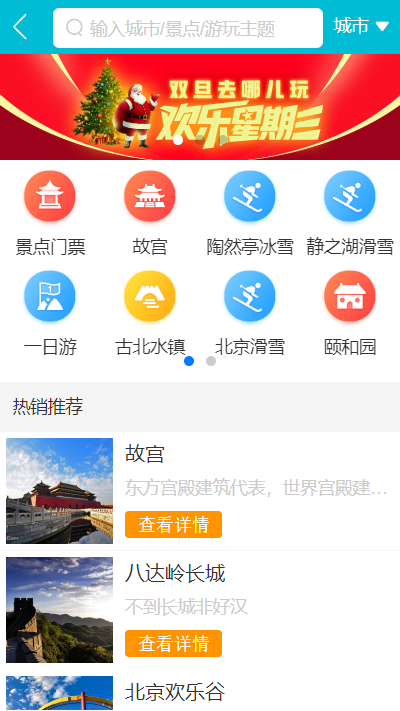 输入城市/景点/游玩主题
城市
双旦去哪儿玩
欢乐星期三
景点门票
故宫
陶然亭冰雪
静之湖滑雪
一日游
古北水镇
北京滑雪
颐和园
热销推荐
故宫
东方宫殿建筑代表，世界宫殿建...
查看详情
八达岭长城
不到长城非好汉
查看详情
北京欢乐谷